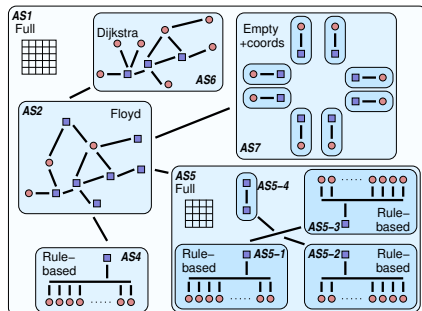 AS1
Full
Dijkstra
AS6
Empty
+coords
AS7
AS2
Floyd
AS5
Full
AS5-4
AS5-3
Rule-
based
Rule-
based
AS4
Rule-
based
AS5-1
AS5-2
Rule-
based